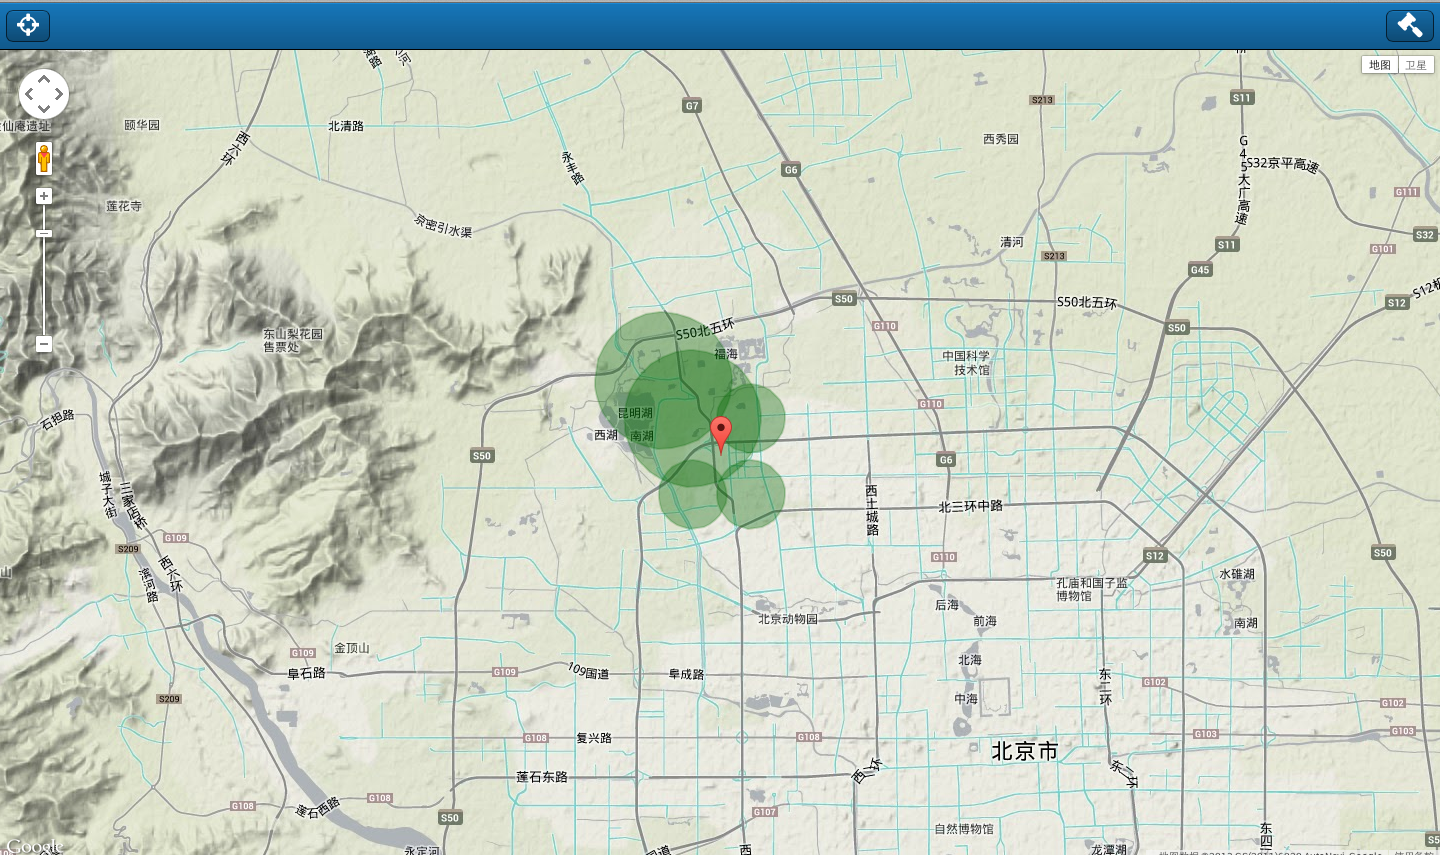 地图 卫星
G7
S213
S11
仙庵遗址
颐华园
北清路
西六环
永丰路
西秀园
G6
G45大广高速
S32京平高速
G111
莲花寺
京密引水渠
清河
S213
S11
S32
G101
G45
S50
S50北五环
S12
S50北五环
G110
S50
东山梨花园
售票处
福海
中国科学
技术馆
G110
石担路
昆明湖
西湖
南湖
S50
G6
城子大街
三家店桥
西土城路
北三环中路
G109
S209
西六环
滨河路
G110
S12
S50
水碓湖
孔庙和国子监
博物馆
后海
前海
北京动物园
南湖
金顶山
G109
阜石路
G109
109国道
阜成路
北海
中海
东二环
G102
G102
S209
G108
复兴路
G108
G103
G103
北京市
莲石东路
西二环
东二环
G108
G108
莲石西路
S50
G107
自然博物馆
东四
Google
永定河
国道
西
龙潭湖